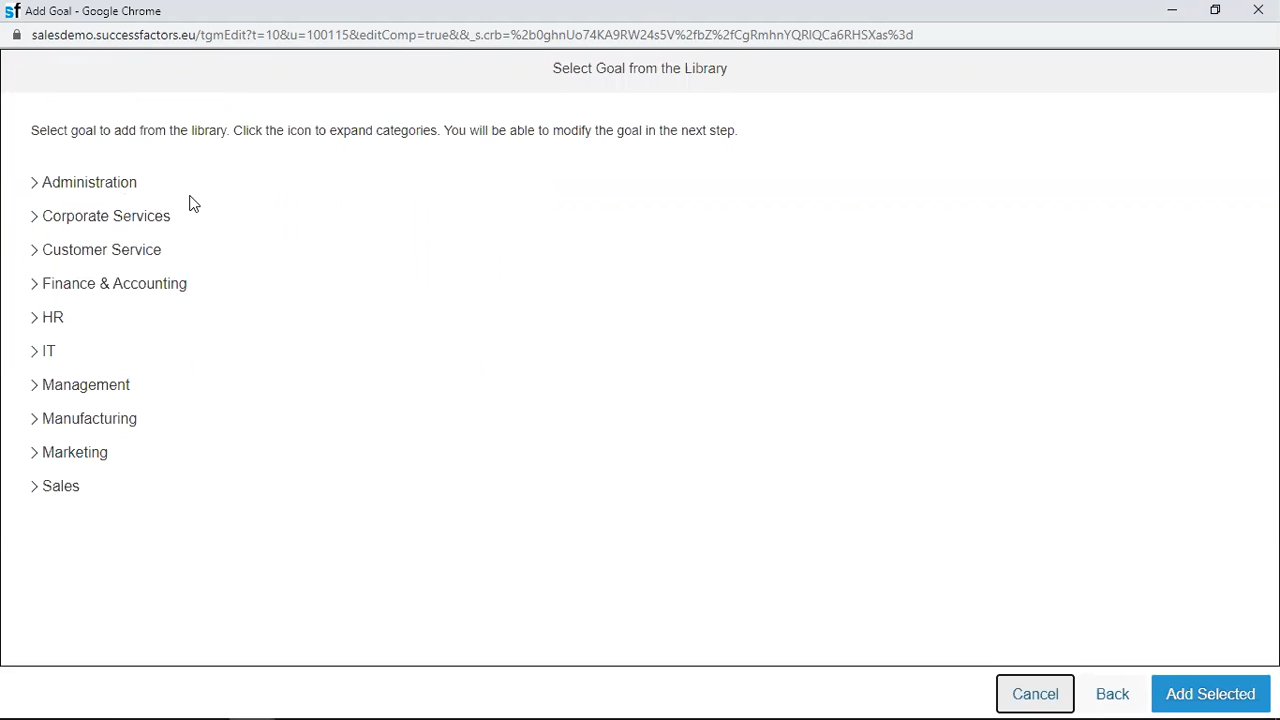 sf Add Goal - Google Chrome
salesdemo.successfactors.eu/tgmEdit?t=10&u=100115&editComp=true&&_s.crb=%2b0ghnUo74KA9RW24s5V%2fbZ%2fCgRmhnYQRlQCa6RHSXas%3d
Select Goal from the Library
Select goal to add from the library. Click the icon to expand categories. You will be able to modify the goal in the next step.
Administration
Corporate Services
Customer Service
Finance & Accounting
HR
IT
Management
Manufacturing
Marketing
Sales
Cancel Back Add Selected